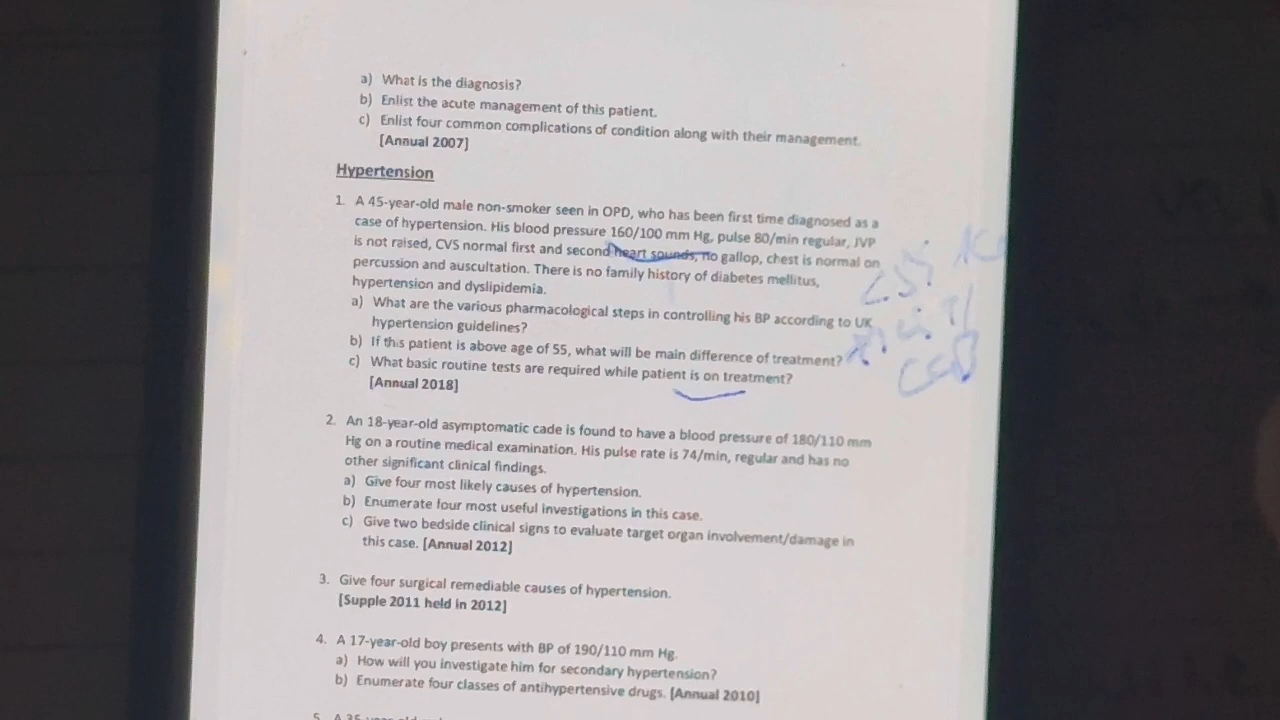 a) What is the diagnosis?
b) Enlist the acute management of this patient.
c) Enlist four common complications of condition along with their management.
[Annual 2007]
Hypertension
1. A 45-year-old male non-smoker seen in OPD, who has been first time diagnosed as a
case of hypertension. His blood pressure 160/100 mm Hg, pulse 80/min regular, JVP
is not raised, CVS normal first and second heart sounds, no gallop, chest is normal on
percussion and auscultation. There is no family history of diabetes mellitus,
hypertension and dyslipidemia.
a) What are the various pharmacological steps in controlling his BP according to UK
hypertension guidelines?
b) If this patient is above age of 55, what will be main difference of treatment?
c) What basic routine tests are required while patient is on treatment?
[Annual 2018]
<55
CCB
2. An 18-year-old asymptomatic cade is found to have a blood pressure of 180/110 mm
Hg on a routine medical examination. His pulse rate is 74/min, regular and has no
other significant clinical findings.
a) Give four most likely causes of hypertension.
b) Enumerate four most useful investigations in this case.
c) Give two bedside clinical signs to evaluate target organ involvement/damage in
this case. [Annual 2012]
3. Give four surgical remediable causes of hypertension.
[Supple 2011 held in 2012]
4. A 17-year-old boy presents with BP of 190/110 mm Hg.
a) How will you investigate him for secondary hypertension?
b) Enumerate four classes of antihypertensive drugs. [Annual 2010]